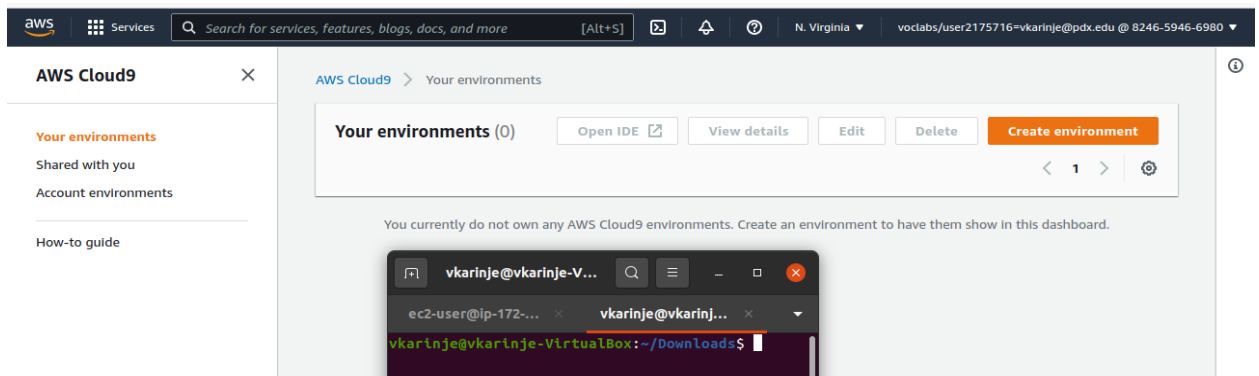 aws Services Search for services, features, blogs, docs, and more [Alt+S] N. Virginia ▼ voclabs/user2175716=vkarinje@pdx.edu @ 8246-5946-6980 ▼
AWS Cloud9
Your environments
Shared with you
Account environments
How-to guide
AWS Cloud9 > Your environments
Your environments (0) Open IDE View details Edit Delete Create environment
< 1 >
You currently do not own any AWS Cloud9 environments. Create an environment to have them show in this dashboard.
vkarinje@vkarinje-V...
ec2-user@ip-172-... × vkarinje@vkarinj... ×
vkarinje@vkarinje-VirtualBox:~/Downloads$